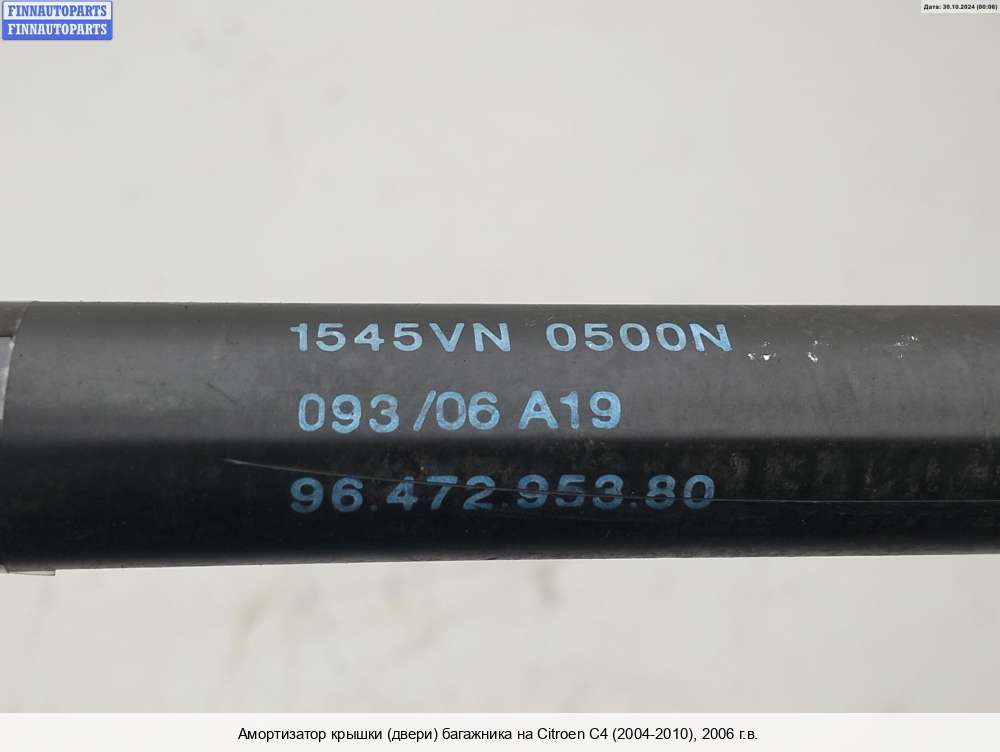 FINNAUTOPARTS
FINNAUTOPARTS
Дата: 30.10.2024 (00:06)
1545VN 0500N
093/06 A19
96.472.953.80
Амортизатор крышки (двери) багажника на Citroen C4 (2004-2010), 2006 г.в.